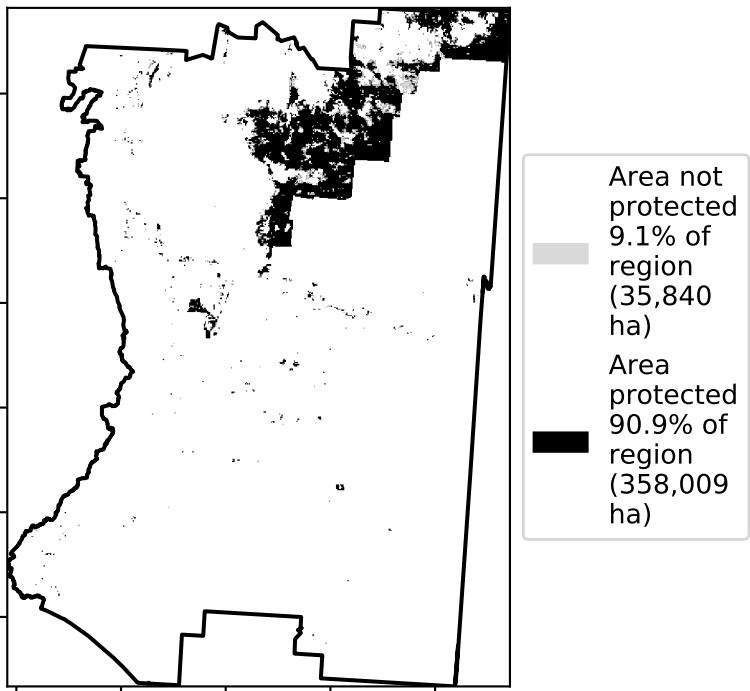 Area not
protected
9.1% of
region
(35,840
ha)
Area
protected
90.9% of
region
(358,009
ha)